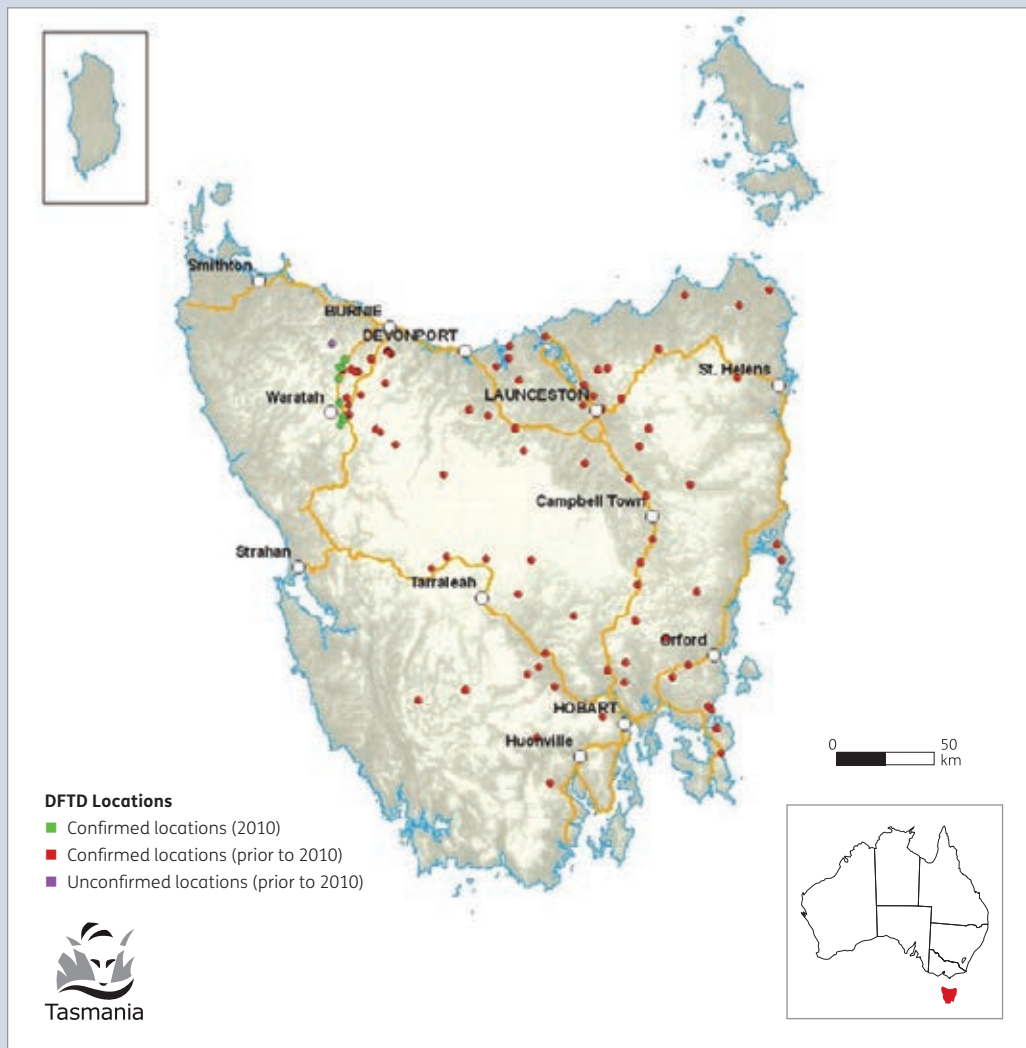 Smithton
BURNIE
DEVONPORT
St. Helens
LAUNCESTON
Waratah
Campbell Town
Strahan
Tarraleah
Orford
HOBART
Huonville
0 50
km
DFTD Locations
Confirmed locations (2010)
Confirmed locations (prior to 2010)
Unconfirmed locations (prior to 2010)
Tasmania